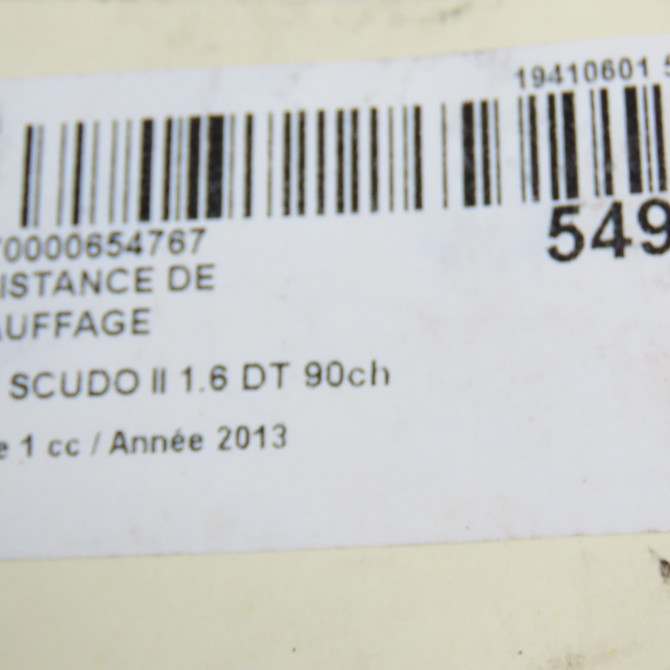 19410601 5
70000654767
549
ISTANCE DE
AUFFAGE
SCUDO II 1.6 DT 90ch
e 1 cc / Année 2013